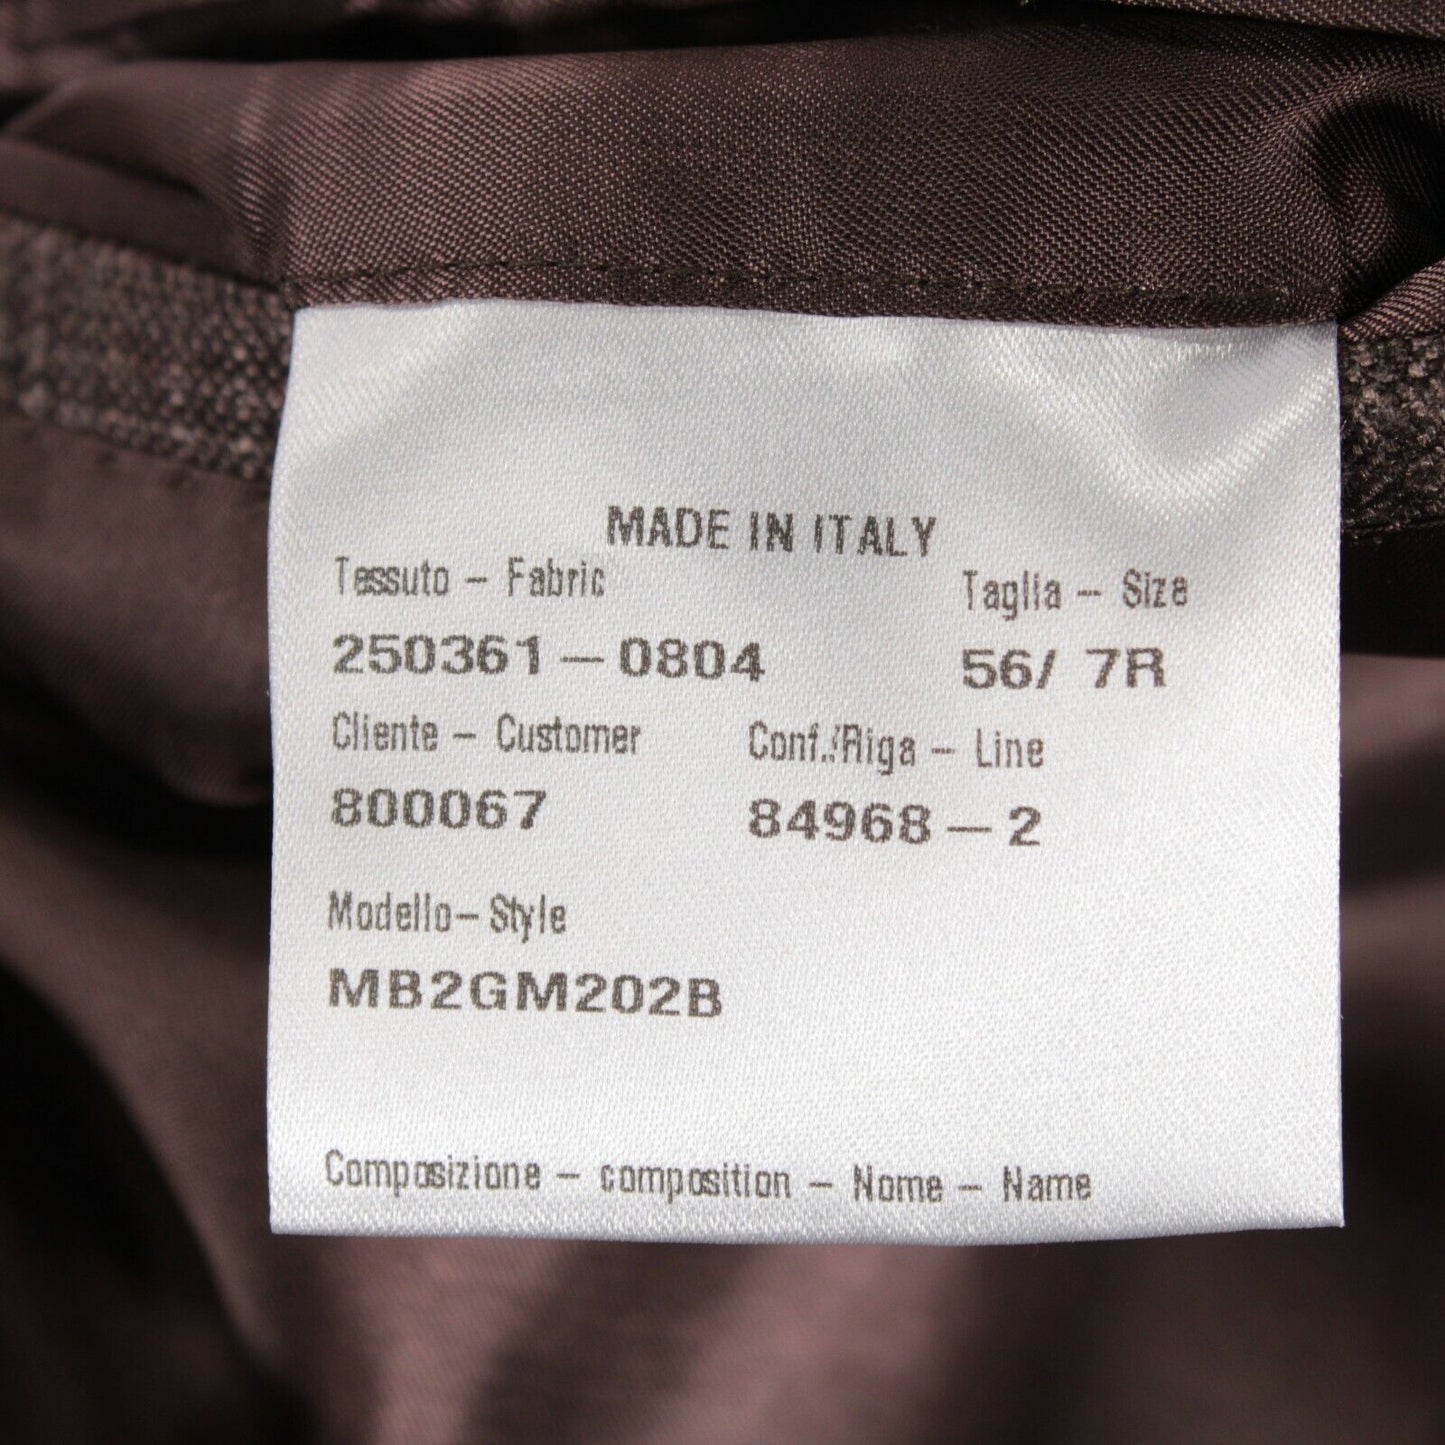 MADE IN ITALY
Tessuto - Fabric Taglia - Size
250361-0804 56/ 7R
Cliente - Customer Conf./Riga - Line
800067 84968-2
Modello-Style
MB2GM202B
Composizione - composition - Nome - Name